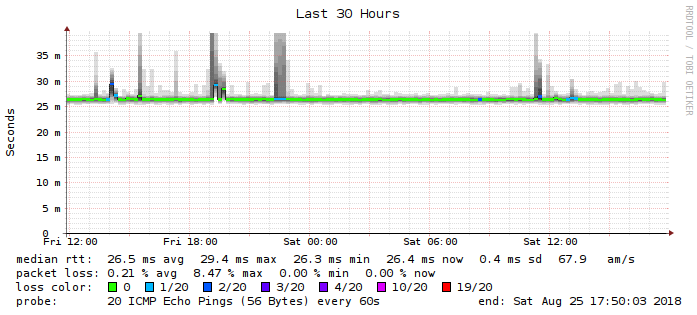 Last 30 Hours
RRDTOOL / TOBI OETIKER
Seconds
35 m
30 m
25 m
20 m
15 m
10 m
5 m
0
Fri 12:00 Fri 18:00 Sat 00:00 Sat 06:00 Sat 12:00
median rtt: 26.5 ms avg 29.4 ms max 26.3 ms min 26.4 ms now 0.4 ms sd 67.9 am/s
packet loss: 0.21 % avg 8.47 % max 0.00 % min 0.00 % now
loss color: 0 1/20 2/20 3/20 4/20 10/20 19/20
probe: 20 ICMP Echo Pings (56 Bytes) every 60s end: Sat Aug 25 17:50:03 2018